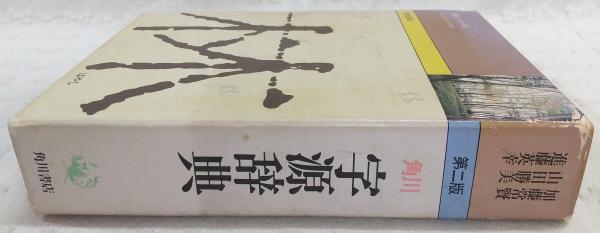 加藤常賢
山田勝美
進藤英幸
第二版
角川
字源辞典
角川書店